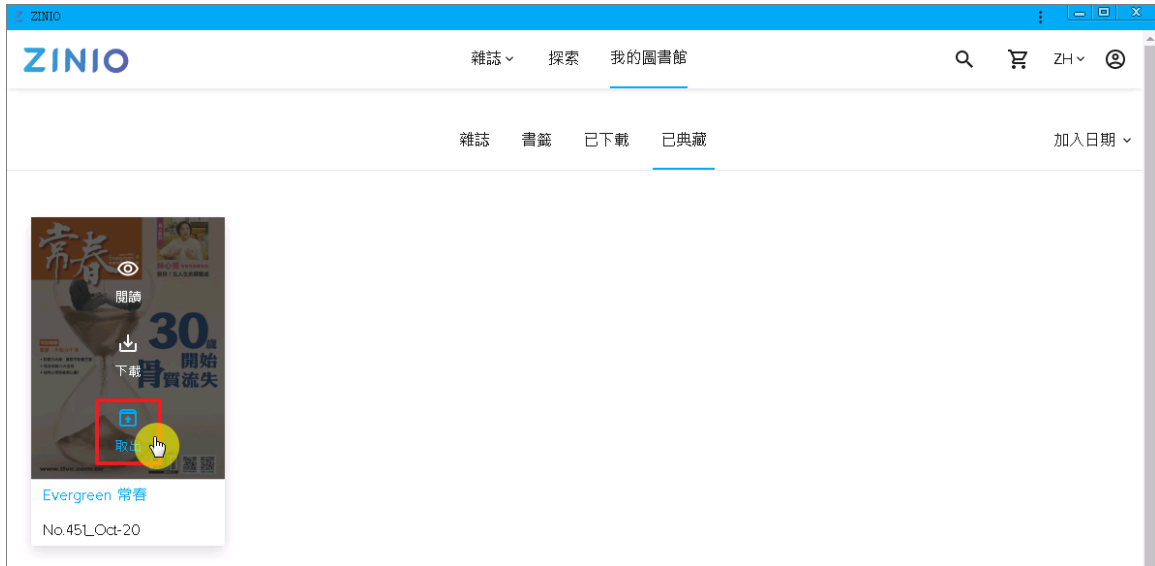 ZINIO
ZINIO
雜誌 探索 我的圖書館
ZH
雜誌 書籤 已下載 已典藏
加入日期
常春
閱讀
30歲
開始
骨質流失
下載
取出
Evergreen 常春
No.451_Oct-20